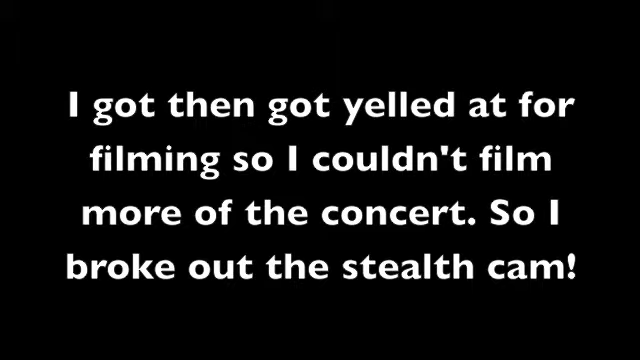 I got then got yelled at for
filming so I couldn't film
more of the concert. So I
broke out the stealth cam!